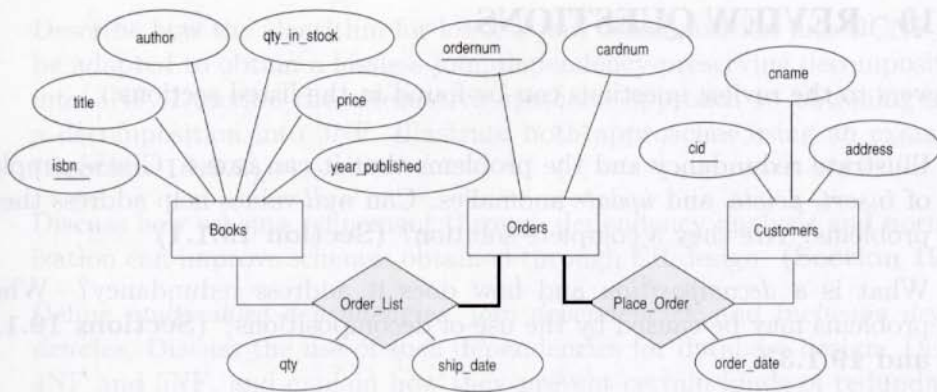 author
qty_in_stock
ordernum
cardnum
cname
title
price
cid
address
isbn
year_published
Books
Orders
Customers
Order_List
Place_Order
qty
ship_date
order_date